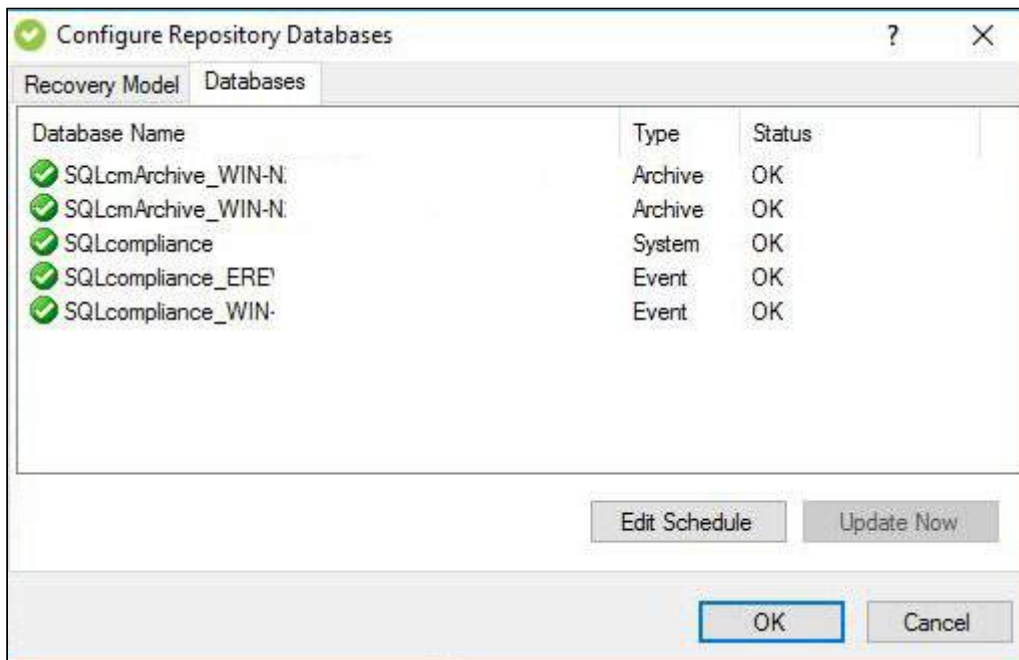 Configure Repository Databases ? X
Recovery Model Databases
Database Name Type Status
SQLcmArchive_WIN-N: Archive OK
SQLcmArchive_WIN-N: Archive OK
SQLcompliance System OK
SQLcompliance_ERE' Event OK
SQLcompliance_WIN- Event OK
Edit Schedule Update Now
OK Cancel